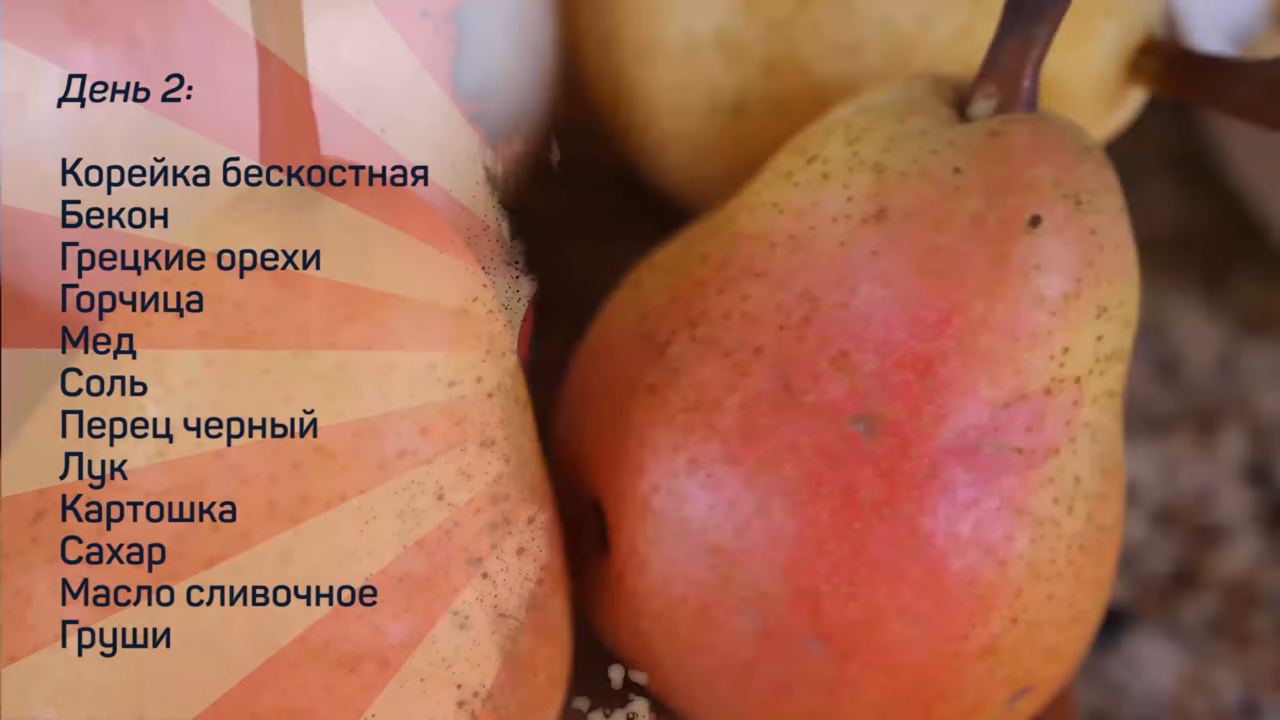 День 2:
Корейка бескостная
Бекон
Грецкие орехи
Горчица
Мед
Соль
Перец черный
Лук
Картошка
Сахар
Масло сливочное
Груши